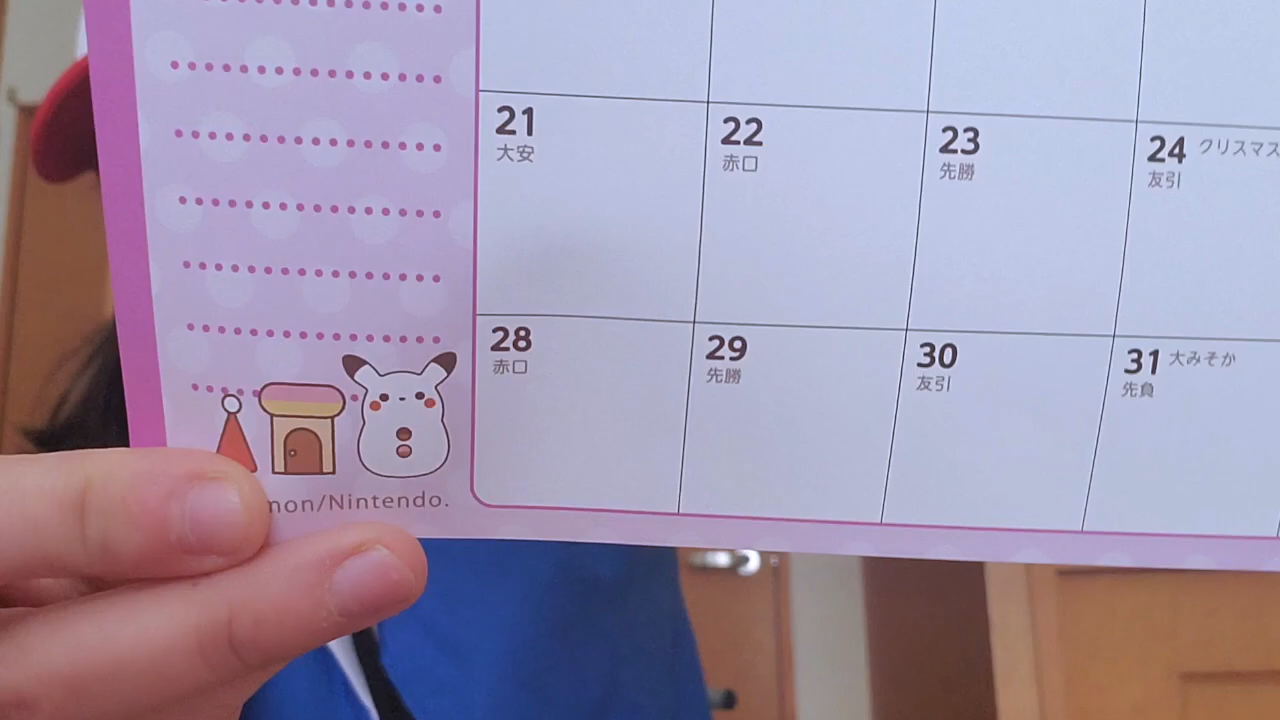 21
大安
22
赤口
23
先勝
24 クリスマス
友引
28
赤口
29
先勝
30
友引
31 大みそか
先負
mon/Nintendo.